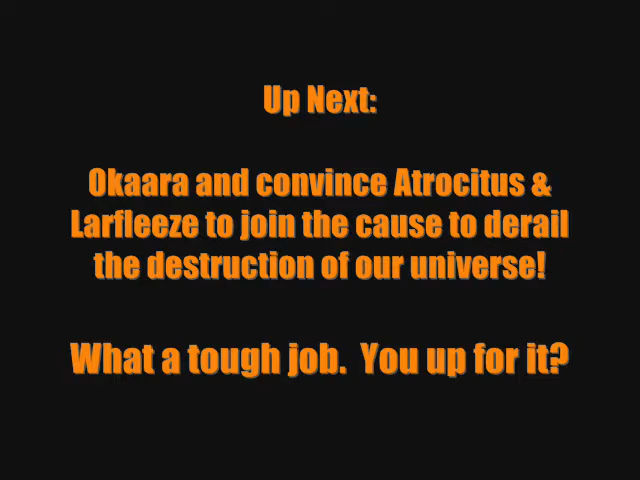 Up Next:
Okaara and convince Atrocitus &
Larfleeze to join the cause to derail
the destruction of our universe!
What a tough job.  You up for it?